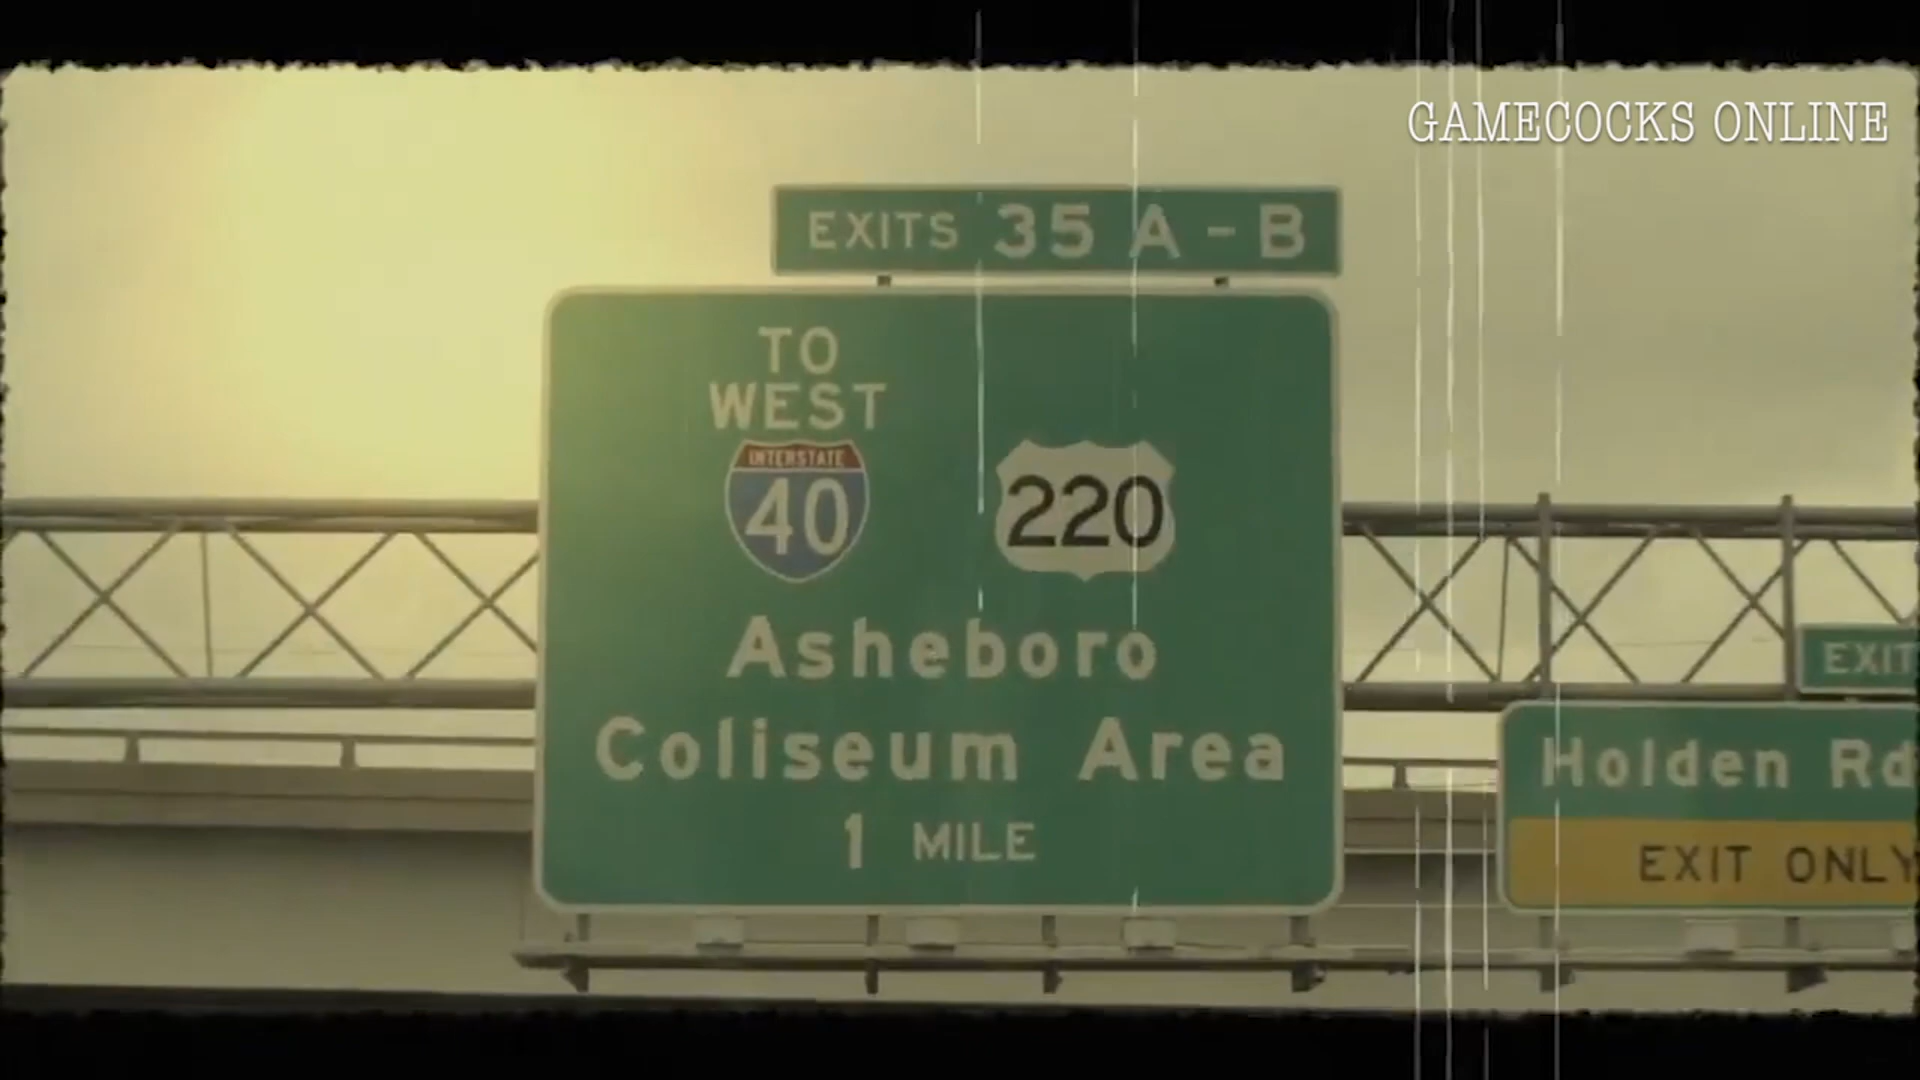 GAMECOCKS ONLINE
EXITS 35 A - B
TO
WEST
INTERSTATE
40
220
Asheboro
Coliseum Area
1 MILE
EXIT
Holden Rd
EXIT ONLY